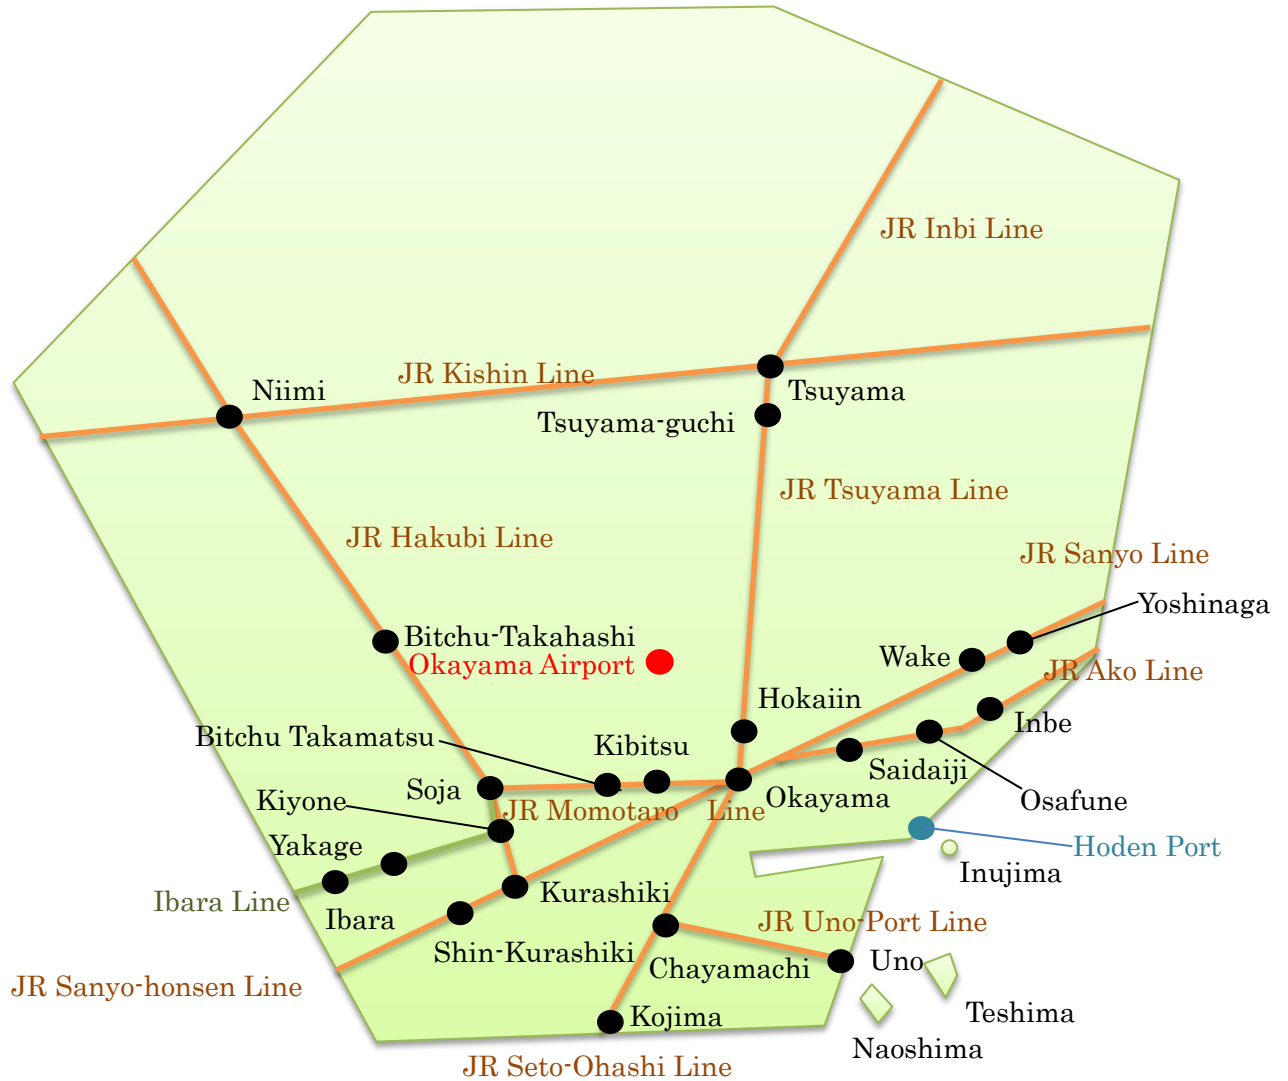 JR Inbi Line
JR Kishin Line
Niimi
Tsuyama
Tsuyama-guchi
JR Tsuyama Line
JR Hakubi Line
JR Sanyo Line
Yoshinaga
Bitchu-Takahashi
Okayama Airport
Wake
JR Ako Line
Hokaiin
Inbe
Bitchu Takamatsu
Kibitsu
Saidaiji
Soja
Okayama
Osafune
Kiyone
JR Momotaro Line
Yakage
Hoden Port
Inujima
Ibara Line
Ibara
Kurashiki
JR Uno-Port Line
Shin-Kurashiki
Chayamachi
Uno
JR Sanyo-honsen Line
Kojima
Teshima
Naoshima
JR Seto-Ohashi Line